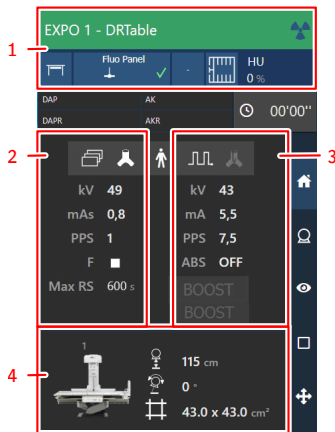 EXPO 1 - DRTable
1
Fluo Panel
HU
-
0 %
DAP AK
00'00''
DAPR AKR
2 3
kV 49 kV 43
mAs 0,8 mA 5,5
PPS 1 PPS 7,5
F ABS OFF
Max RS 600 s BOOST
BOOST
1
115 cm
4
0 °
43.0 x 43.0 cm²